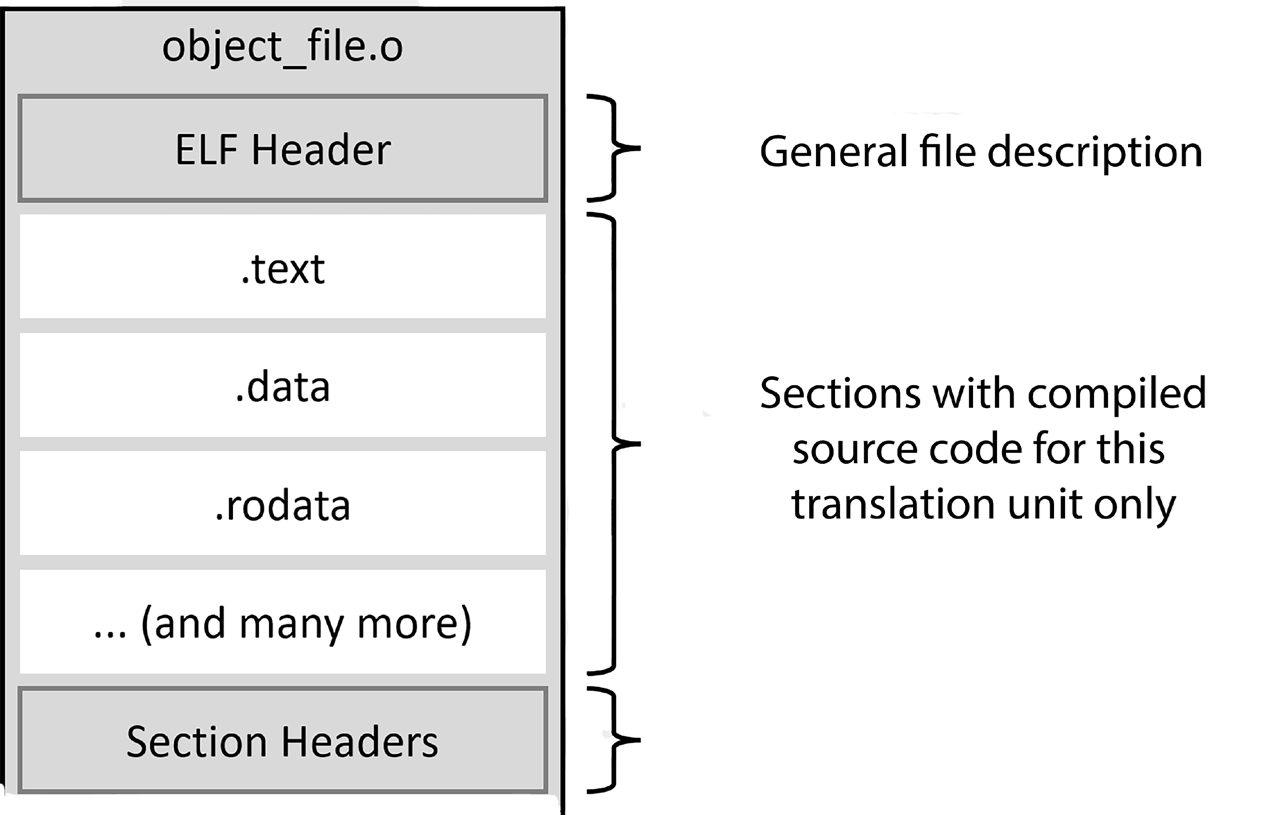 object_file.o
ELF Header
General file description
.text
.data
.rodata
... (and many more)
Sections with compiled
source code for this
translation unit only
Section Headers